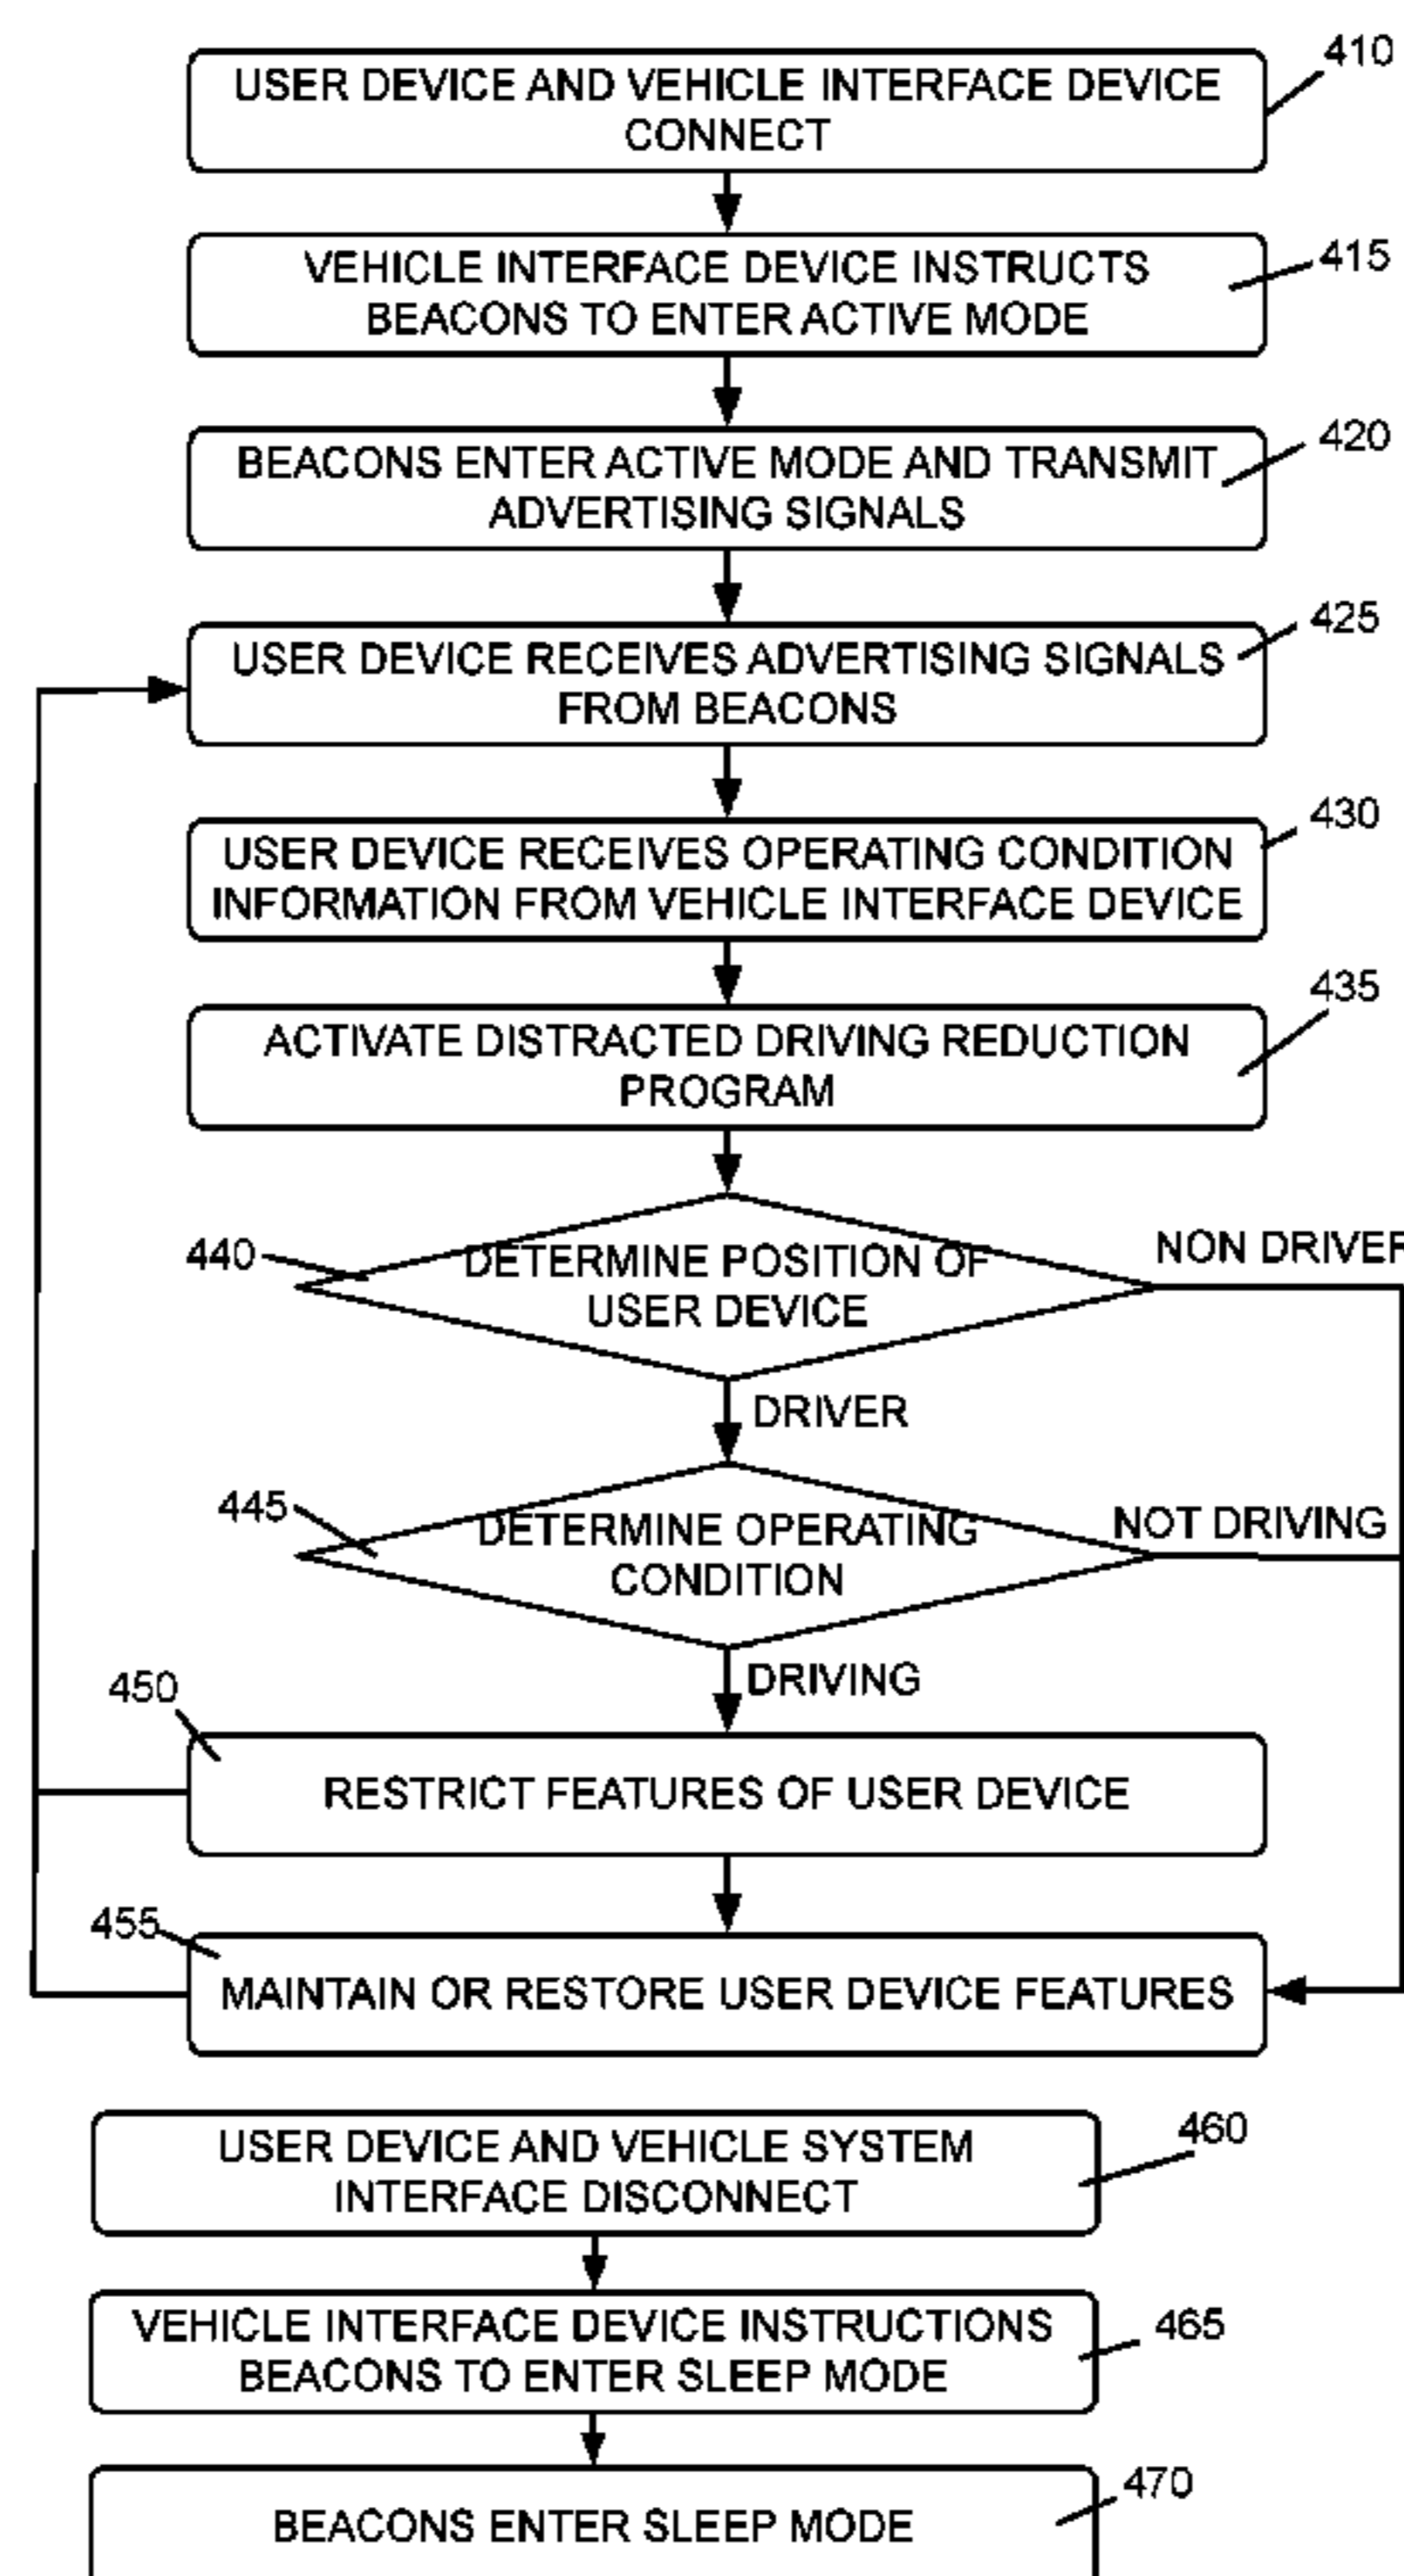 USER DEVICE AND VEHICLE INTERFACE DEVICE
CONNECT
410
VEHICLE INTERFACE DEVICE INSTRUCTS
BEACONS TO ENTER ACTIVE MODE
415
BEACONS ENTER ACTIVE MODE AND TRANSMIT
ADVERTISING SIGNALS
420
USER DEVICE RECEIVES ADVERTISING SIGNALS
FROM BEACONS
425
USER DEVICE RECEIVES OPERATING CONDITION
INFORMATION FROM VEHICLE INTERFACE DEVICE
430
ACTIVATE DISTRACTED DRIVING REDUCTION
PROGRAM
435
440
DETERMINE POSITION OF
USER DEVICE
NON DRIVER
DRIVER
445
DETERMINE OPERATING
CONDITION
NOT DRIVING
DRIVING
450
RESTRICT FEATURES OF USER DEVICE
455
MAINTAIN OR RESTORE USER DEVICE FEATURES
USER DEVICE AND VEHICLE SYSTEM
INTERFACE DISCONNECT
460
VEHICLE INTERFACE DEVICE INSTRUCTIONS
BEACONS TO ENTER SLEEP MODE
465
BEACONS ENTER SLEEP MODE
470